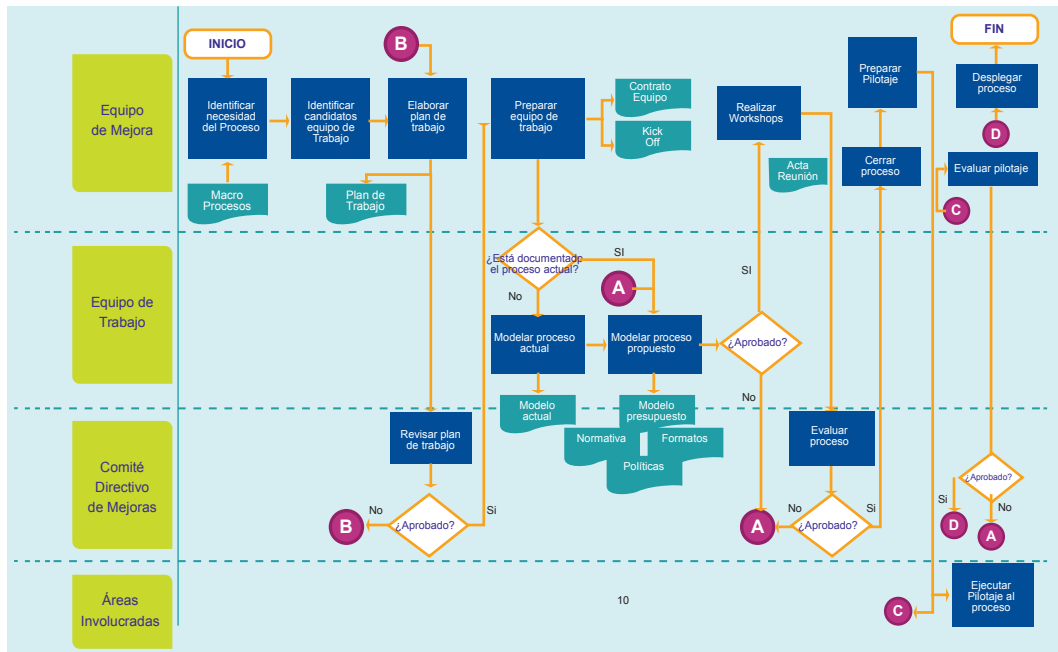 Equipo
de Mejora
INICIO
Identificar
necesidad
del Proceso
Macro
Procesos
Identificar
candidatos
equipo de
Trabajo
B
Elaborar
plan de
trabajo
Plan de
Trabajo
Preparar
equipo de
trabajo
Contrato
Equipo
Kick
Off
Realizar
Workshops
Acta
Reunión
Preparar
Pilotaje
Cerrar
proceso
FIN
Desplegar
proceso
D
Evaluar pilotaje
C
Equipo de
Trabajo
¿Está documentado
el proceso actual?
SI
No
A
Modelar proceso
actual
Modelar proceso
propuesto
¿Aprobado?
SI
No
Modelo
actual
Modelo
presupuesto
Normativa
Formatos
Políticas
Comité
Directivo
de Mejoras
Revisar plan
de trabajo
No
Si
B
¿Aprobado?
Evaluar
proceso
A
No
Si
¿Aprobado?
¿Aprobado?
Si
No
D
A
Áreas
Involucradas
10
C
Ejecutar
Pilotaje al
proceso